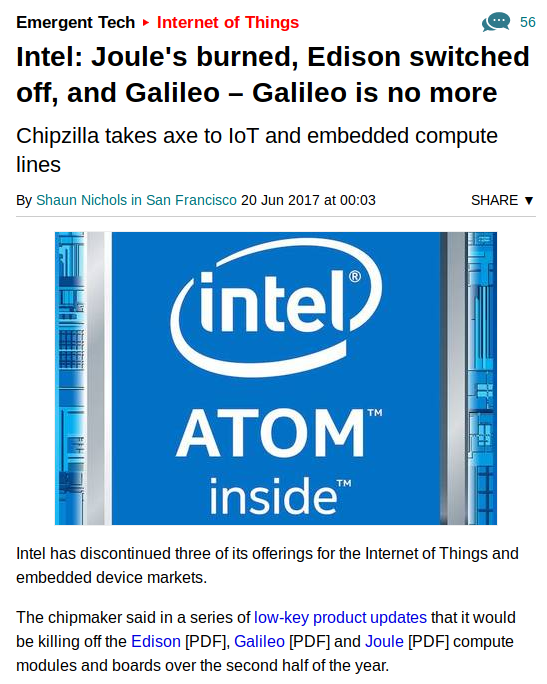 Emergent Tech ▸ Internet of Things 56
Intel: Joule's burned, Edison switched
off, and Galileo – Galileo is no more
Chipzilla takes axe to IoT and embedded compute
lines
By Shaun Nichols in San Francisco 20 Jun 2017 at 00:03 SHARE ▼
intel®
ATOM™
inside™
Intel has discontinued three of its offerings for the Internet of Things and
embedded device markets.
The chipmaker said in a series of low-key product updates that it would
be killing off the Edison [PDF], Galileo [PDF] and Joule [PDF] compute
modules and boards over the second half of the year.